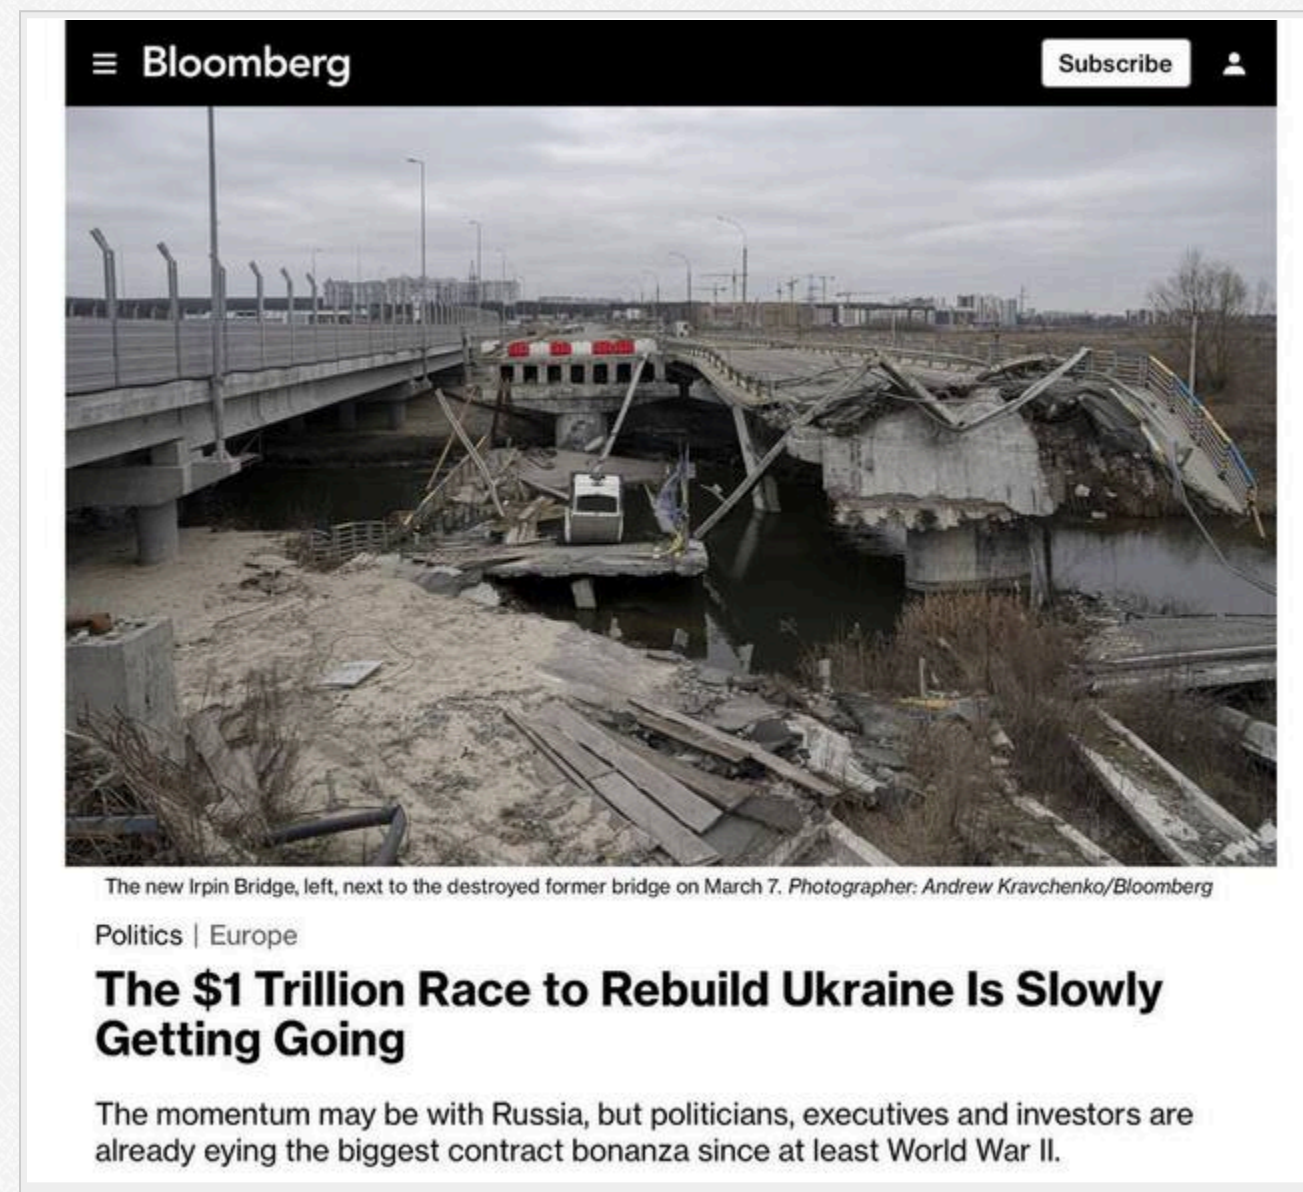 Bloomberg
Subscribe
The new Irpin Bridge, left, next to the destroyed former bridge on March 7. Photographer: Andrew Kravchenko/Bloomberg
Politics | Europe
The $1 Trillion Race to Rebuild Ukraine Is Slowly
Getting Going
The momentum may be with Russia, but politicians, executives and investors are
already eying the biggest contract bonanza since at least World War II.